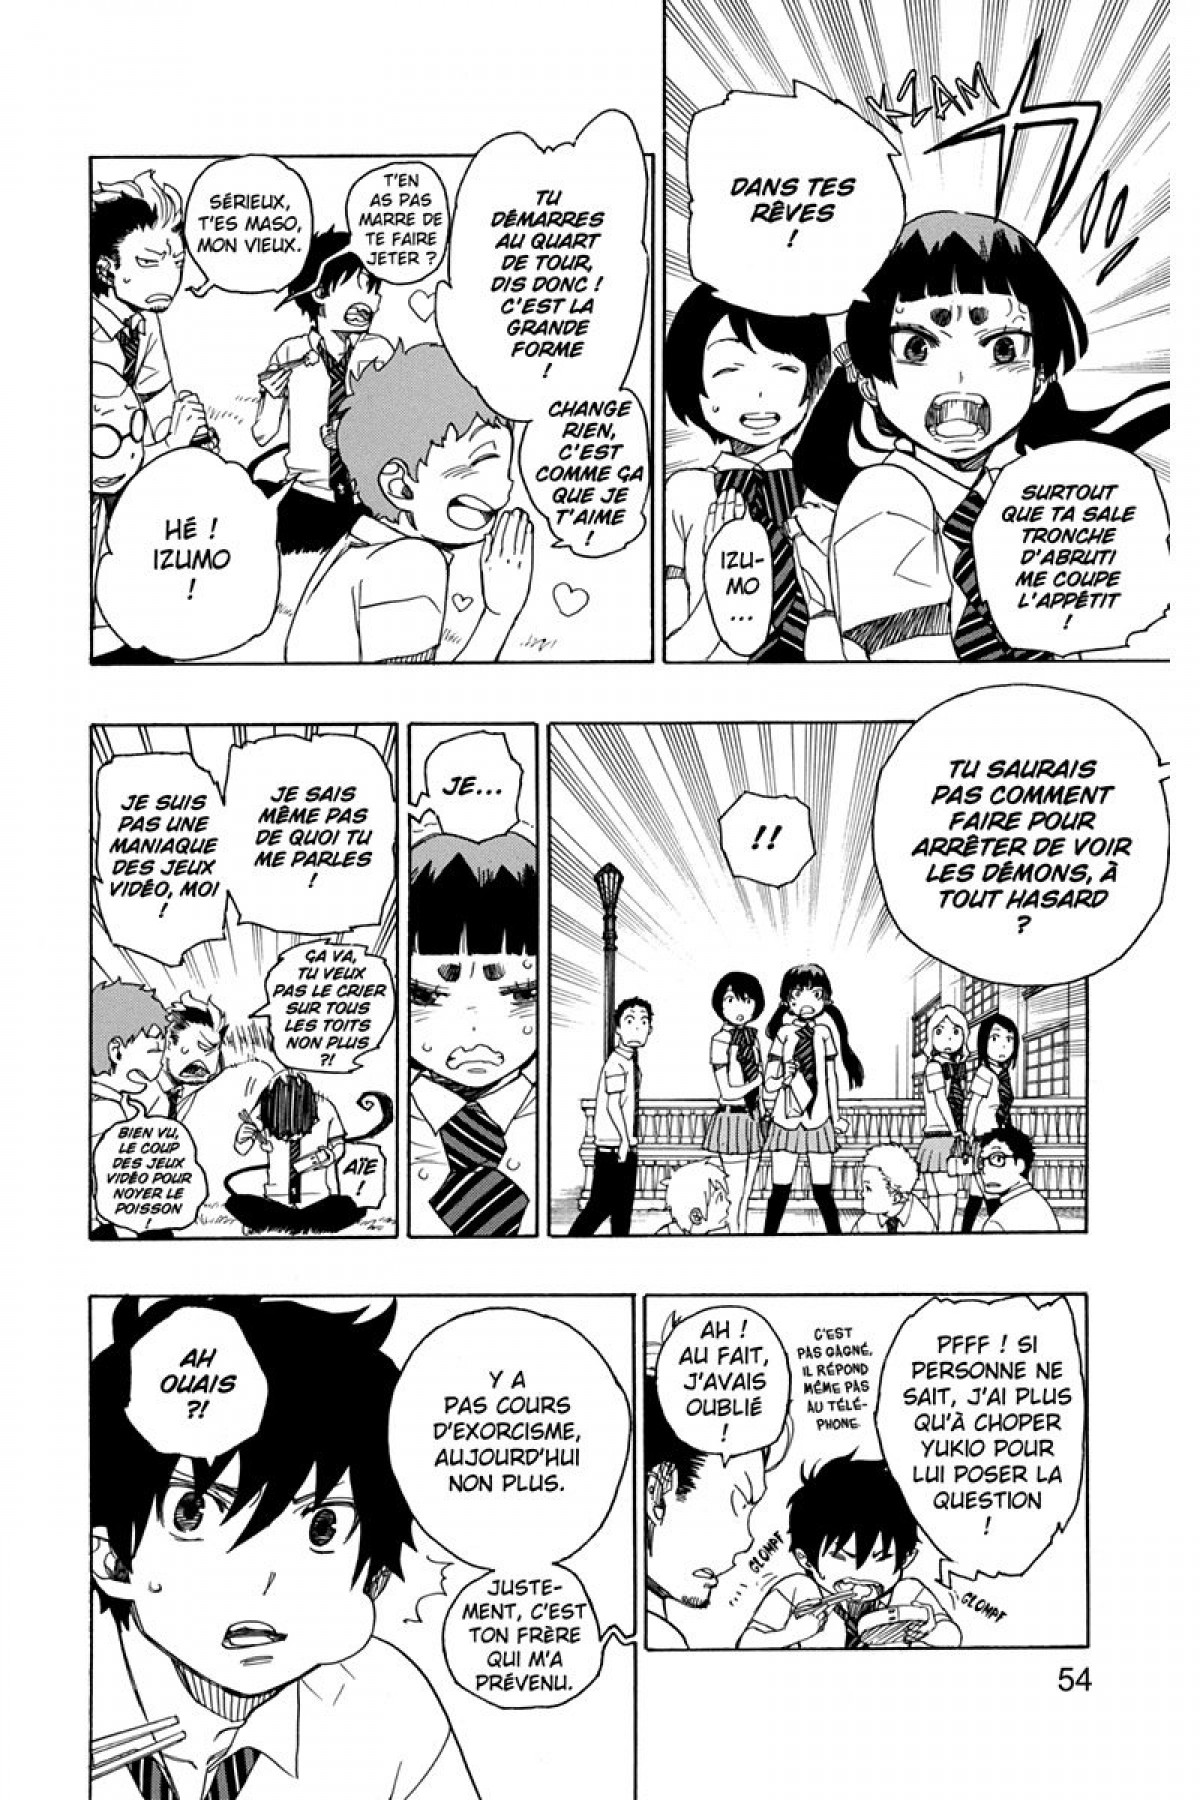 KLAM
カ
DANS TES
RÊVES
!
SURTOUT
QUE TA SALE
TRONCHE
D'ABRUTI
ME COUPE
L'APPÉTIT
!
IZU-
MO
...
TU
DÉMARRES
AU QUART
DE TOUR,
DIS DONC !
C'EST LA
GRANDE
FORME
!
CHANGE
RIEN,
C'EST
COMME ÇA
QUE JE
T'AIME
!
T'EN
AS PAS
MARRE DE
TE FAIRE
JETER ?
SÉRIEUX,
T'ES MASO,
MON VIEUX.
HÉ !
IZUMO
!
TU SAURAIS
PAS COMMENT
FAIRE POUR
ARRÊTER DE VOIR
LES DÉMONS, À
TOUT HASARD
?
!!
JE...
JE SAIS
MÊME PAS
DE QUOI TU
ME PARLES
!
JE SUIS
PAS UNE
MANIAQUE
DES JEUX
VIDÉO, MOI
!
ÇA VA,
TU VEUX
PAS LE CRIER
SUR TOUS
LES TOITS
NON PLUS
?!
BIEN VU,
LE COUP
DES JEUX
VIDÉO POUR
NOYER LE
POISSON
!
AÏE
!
PFFF ! SI
PERSONNE NE
SAIT, J'AI PLUS
QU'À CHOPER
YUKIO POUR
LUI POSER LA
QUESTION
!
C'EST
PAS GAGNÉ,
IL RÉPOND
MÊME PAS
AU TÉLÉ-
PHONE.
AH !
AU FAIT,
J'AVAIS
OUBLIÉ
!
GLOMPF
GLOMPF
Y A
PAS COURS
D'EXORCISME,
AUJOURD'HUI
NON PLUS.
JUSTE-
MENT, C'EST
TON FRÈRE
QUI M'A
PRÉVENU.
AH
OUAIS
?!
54